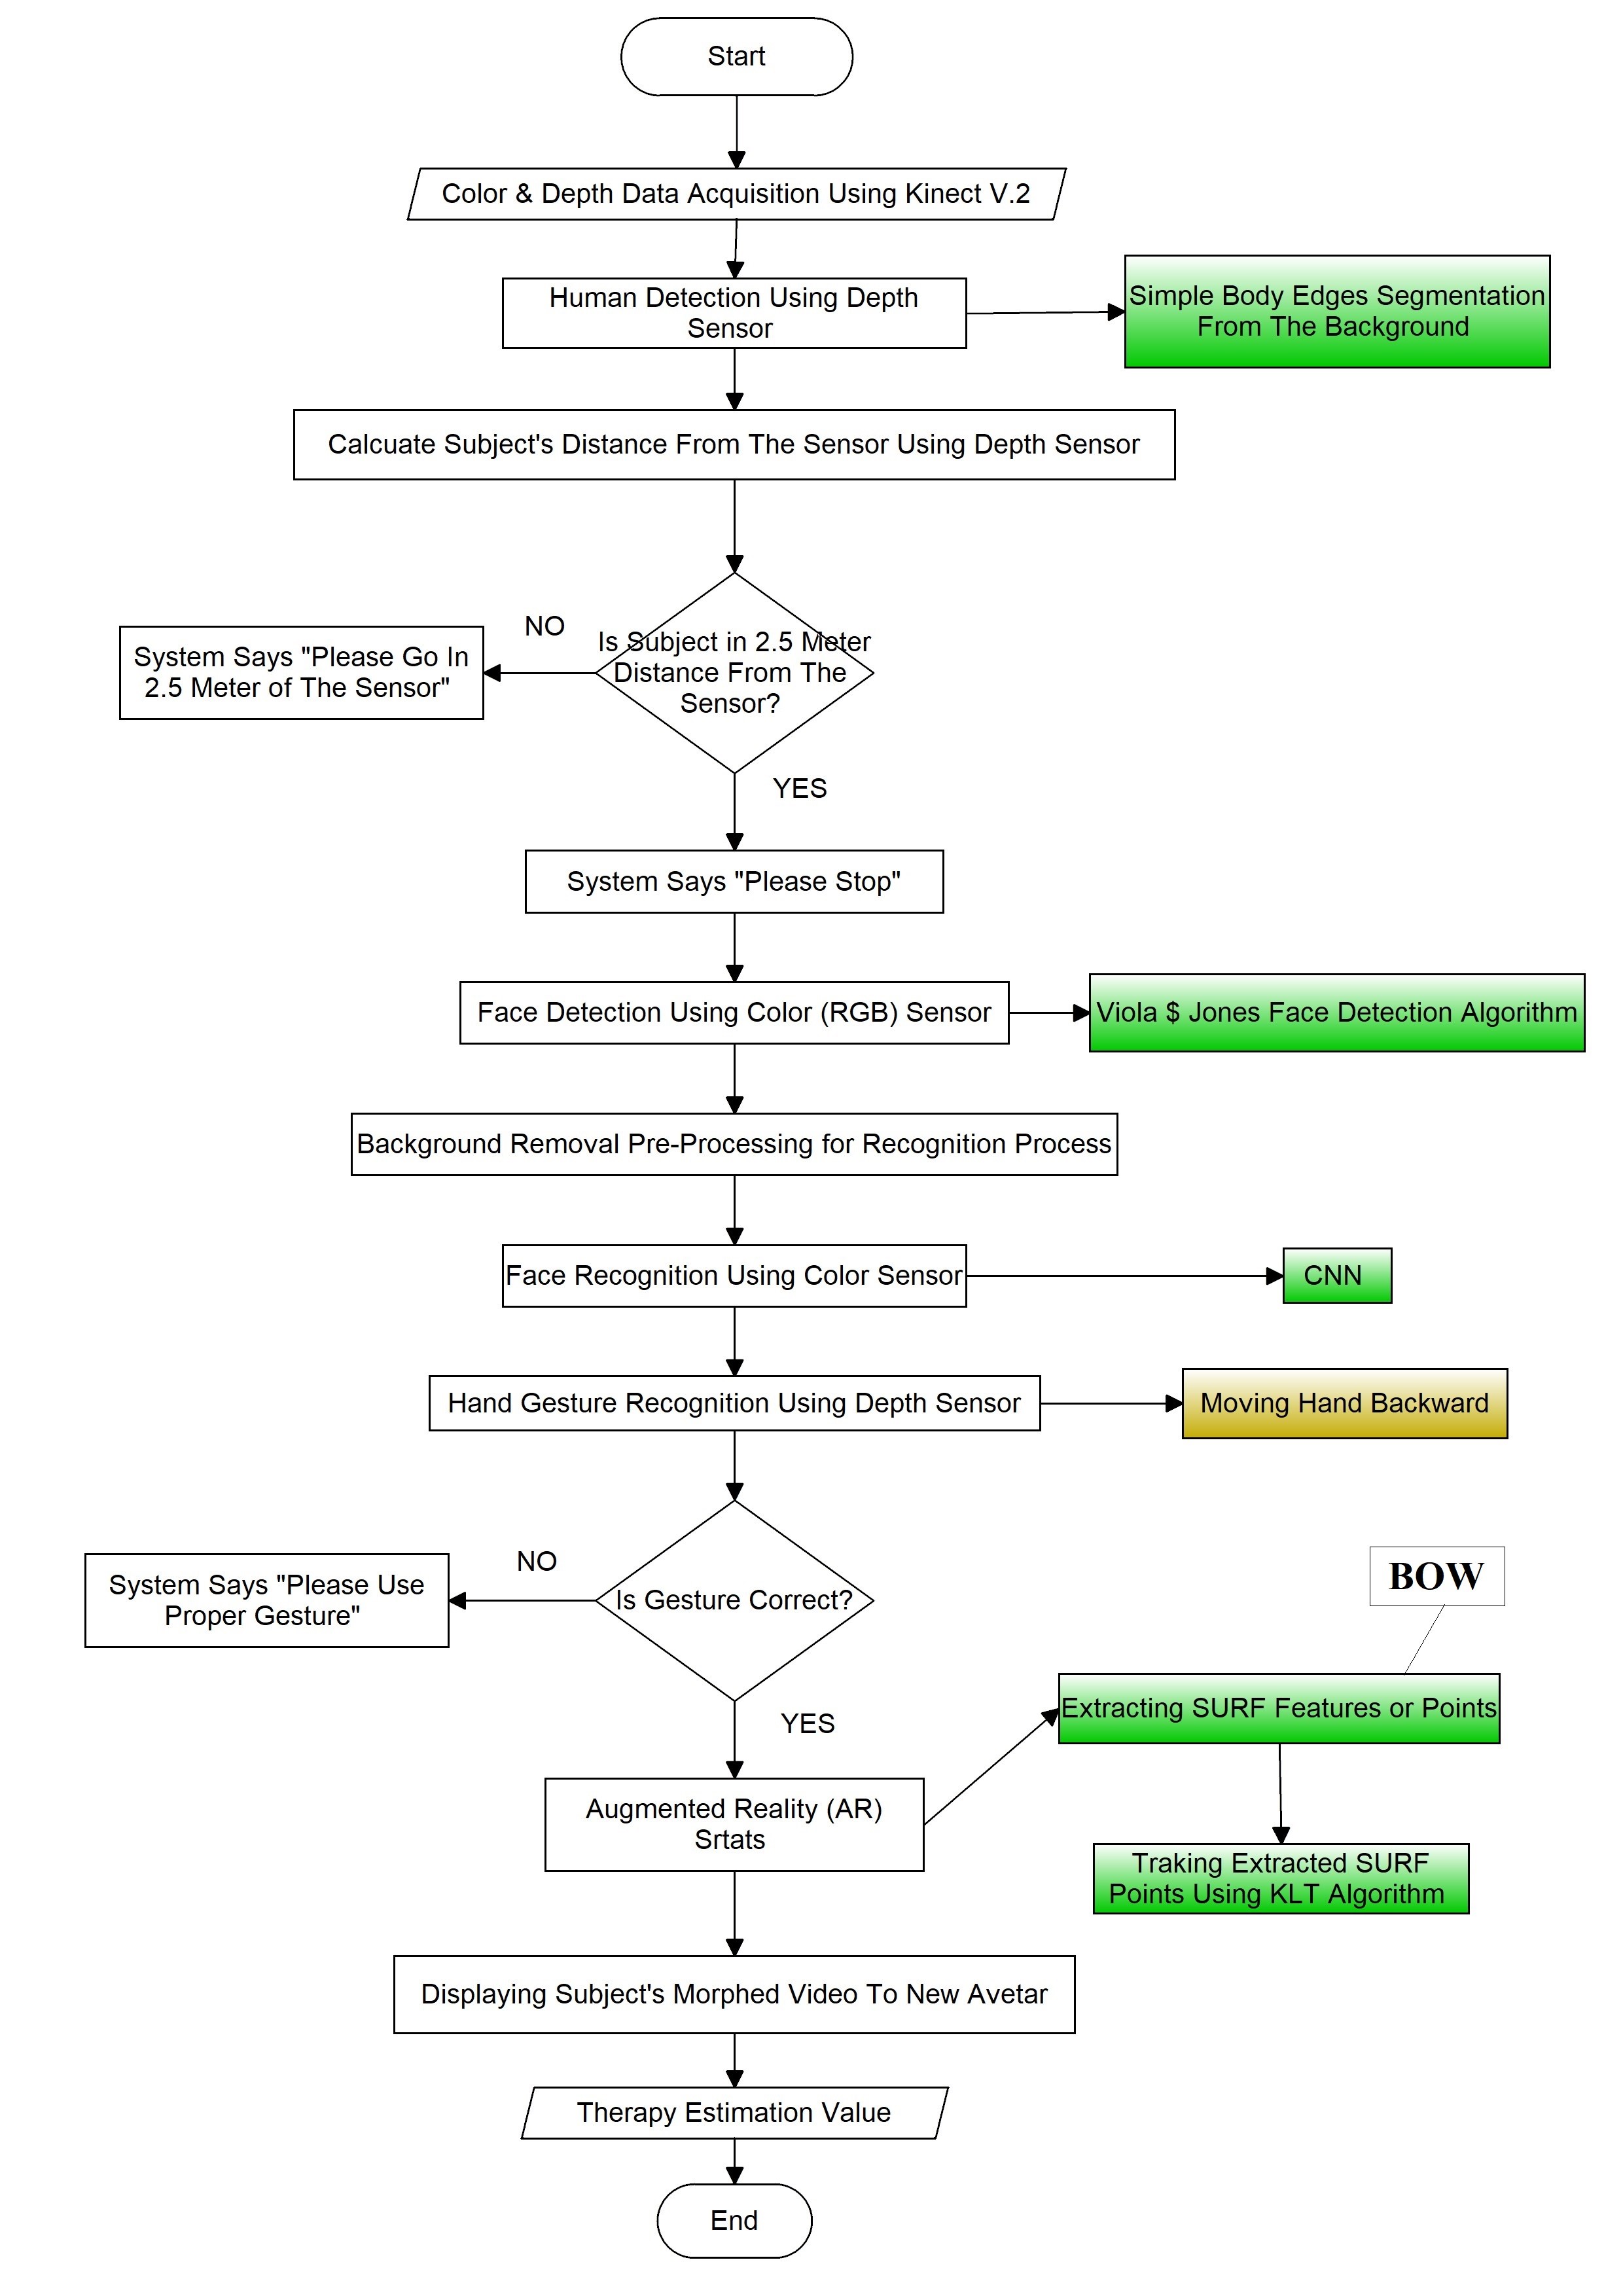 Start
Color & Depth Data Acquisition Using Kinect V.2
Human Detection Using Depth
Sensor
Simple Body Edges Segmentation
From The Background
Calcuate Subject's Distance From The Sensor Using Depth Sensor
Is Subject in 2.5 Meter
Distance From The
Sensor?
NO
System Says "Please Go In
2.5 Meter of The Sensor"
YES
System Says "Please Stop"
Face Detection Using Color (RGB) Sensor
Viola $ Jones Face Detection Algorithm
Background Removal Pre-Processing for Recognition Process
Face Recognition Using Color Sensor
CNN
Hand Gesture Recognition Using Depth Sensor
Moving Hand Backward
Is Gesture Correct?
NO
System Says "Please Use
Proper Gesture"
YES
BOW
Extracting SURF Features or Points
Augmented Reality (AR)
Srtats
Traking Extracted SURF
Points Using KLT Algorithm
Displaying Subject's Morphed Video To New Avetar
Therapy Estimation Value
End